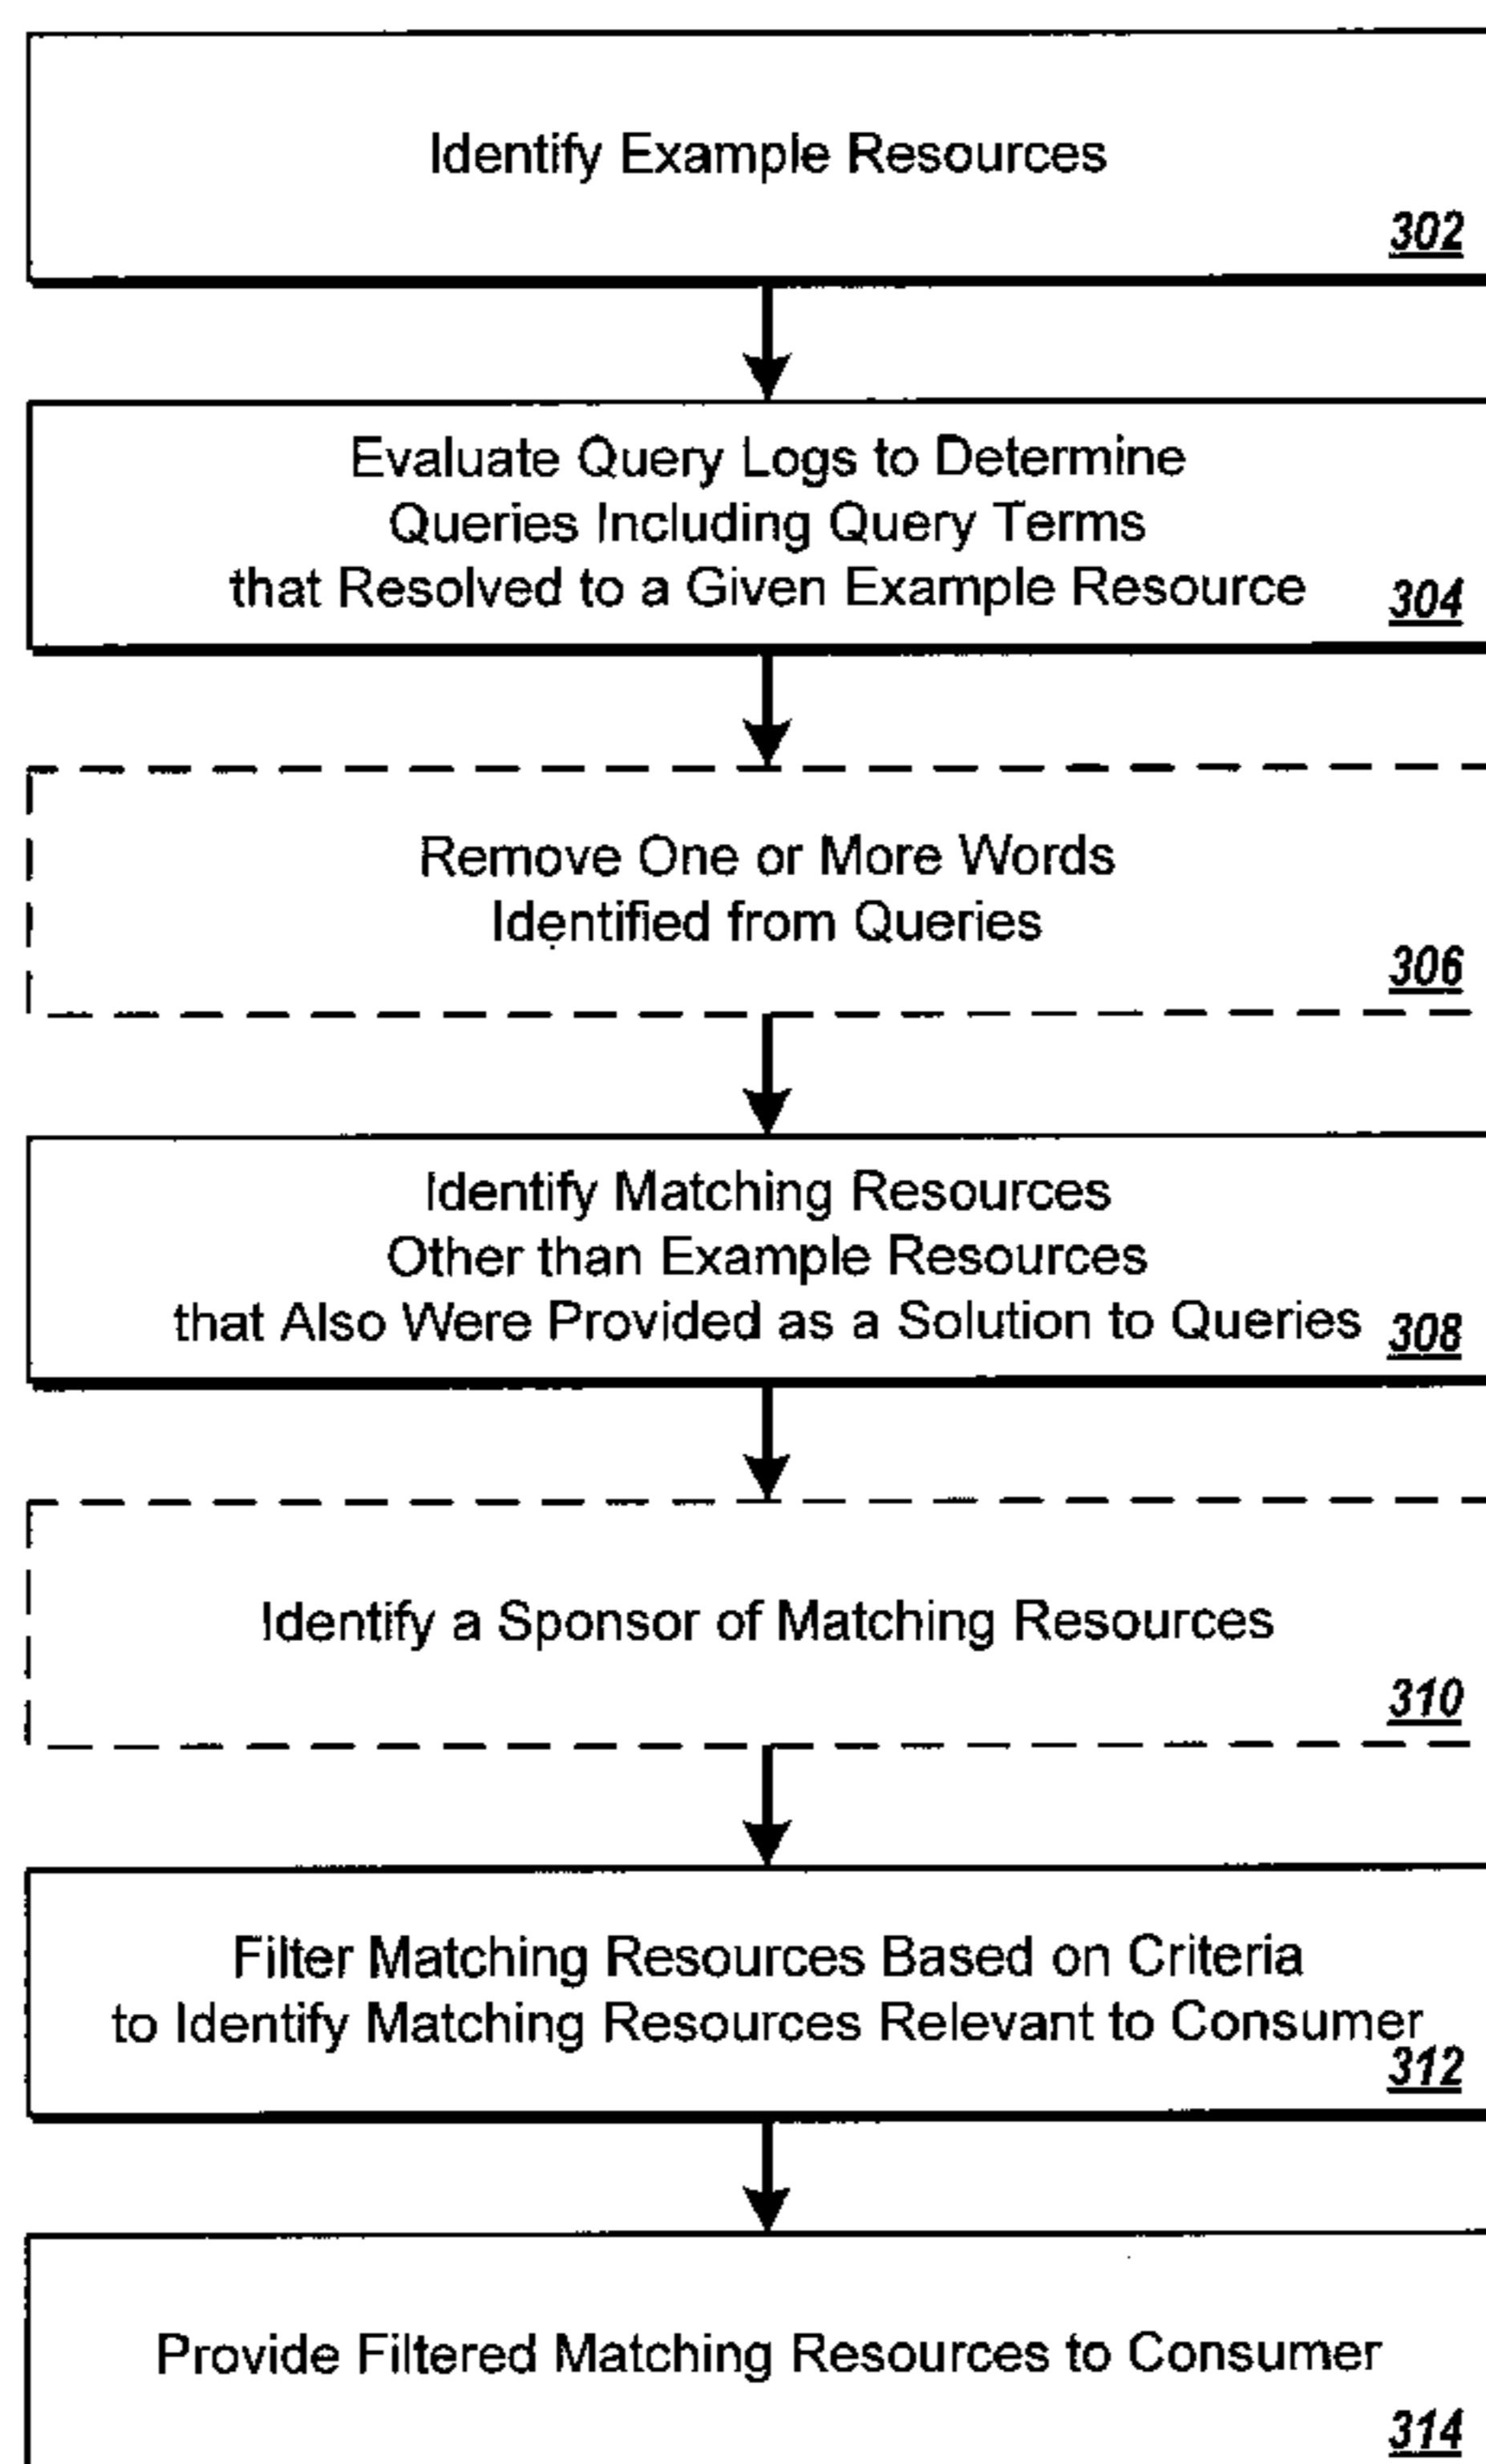 Identify Example Resources
302
Evaluate Query Logs to Determine
Queries Including Query Terms
that Resolved to a Given Example Resource
304
Remove One or More Words
Identified from Queries
306
Identify Matching Resources
Other than Example Resources
that Also Were Provided as a Solution to Queries
308
Identify a Sponsor of Matching Resources
310
Filter Matching Resources Based on Criteria
to Identify Matching Resources Relevant to Consumer
312
Provide Filtered Matching Resources to Consumer
314